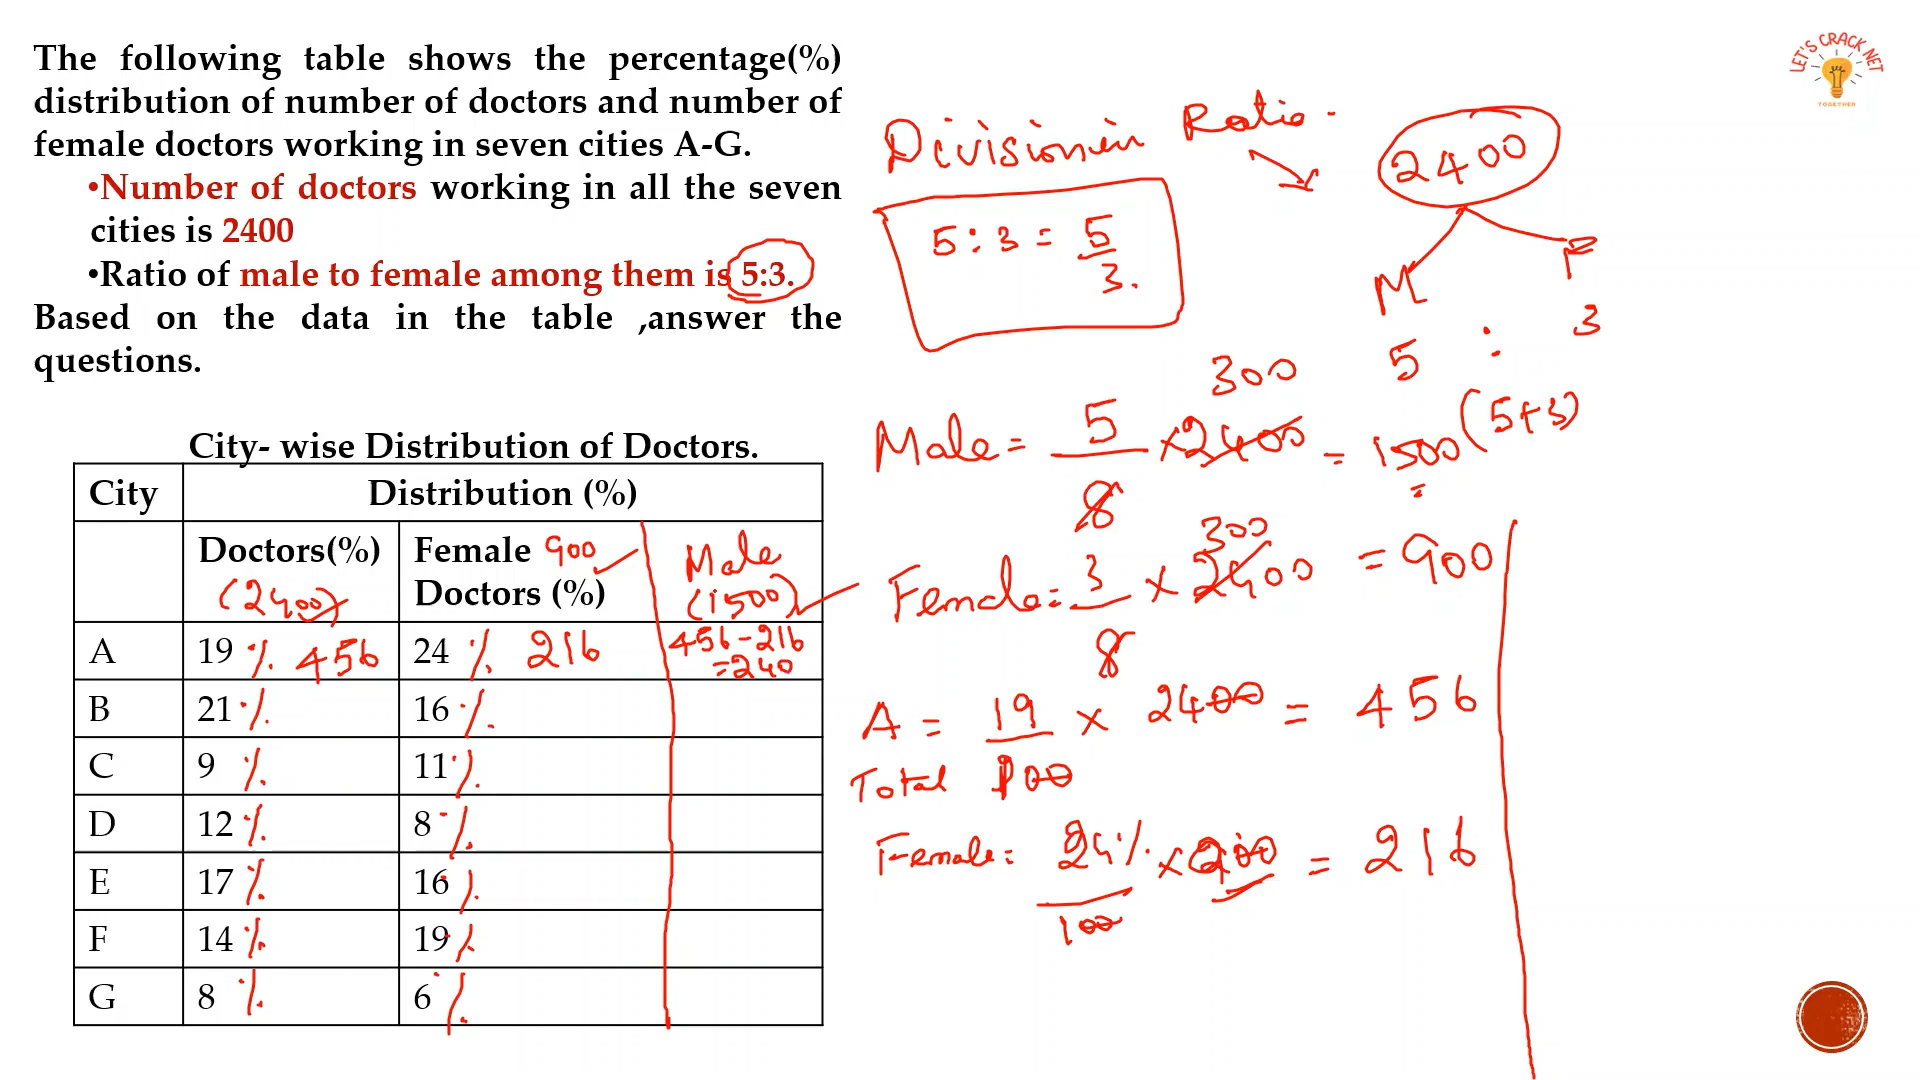 The following table shows the percentage(%)
distribution of number of doctors and number of
female doctors working in seven cities A-G.
•Number of doctors working in all the seven
cities is 2400
•Ratio of male to female among them is 5:3.
Based on the data in the table ,answer the
questions.
City- wise Distribution of Doctors.
City Distribution (%)
Doctors(%) Female 900 Male
(2400) Doctors (%) (1500)
A 19 % 456 24 % 216 456-216
=240
B 21 % 16 %
C 9 % 11 %
D 12 % 8 %
E 17 % 16 %
F 14 % 19 %
G 8 % 6 %
Division in Ratio
5:3 = 5
3.
2400
M F
5 : 3
(5+3)
300
Male = 5 ×2400 = 1500
8
300
Female = 3 × 2400 = 900
8
A = 19 × 2400 = 456
Total 100
Female = 24% × 900 = 216
100
LET'S CRACK NET
TOGETHER